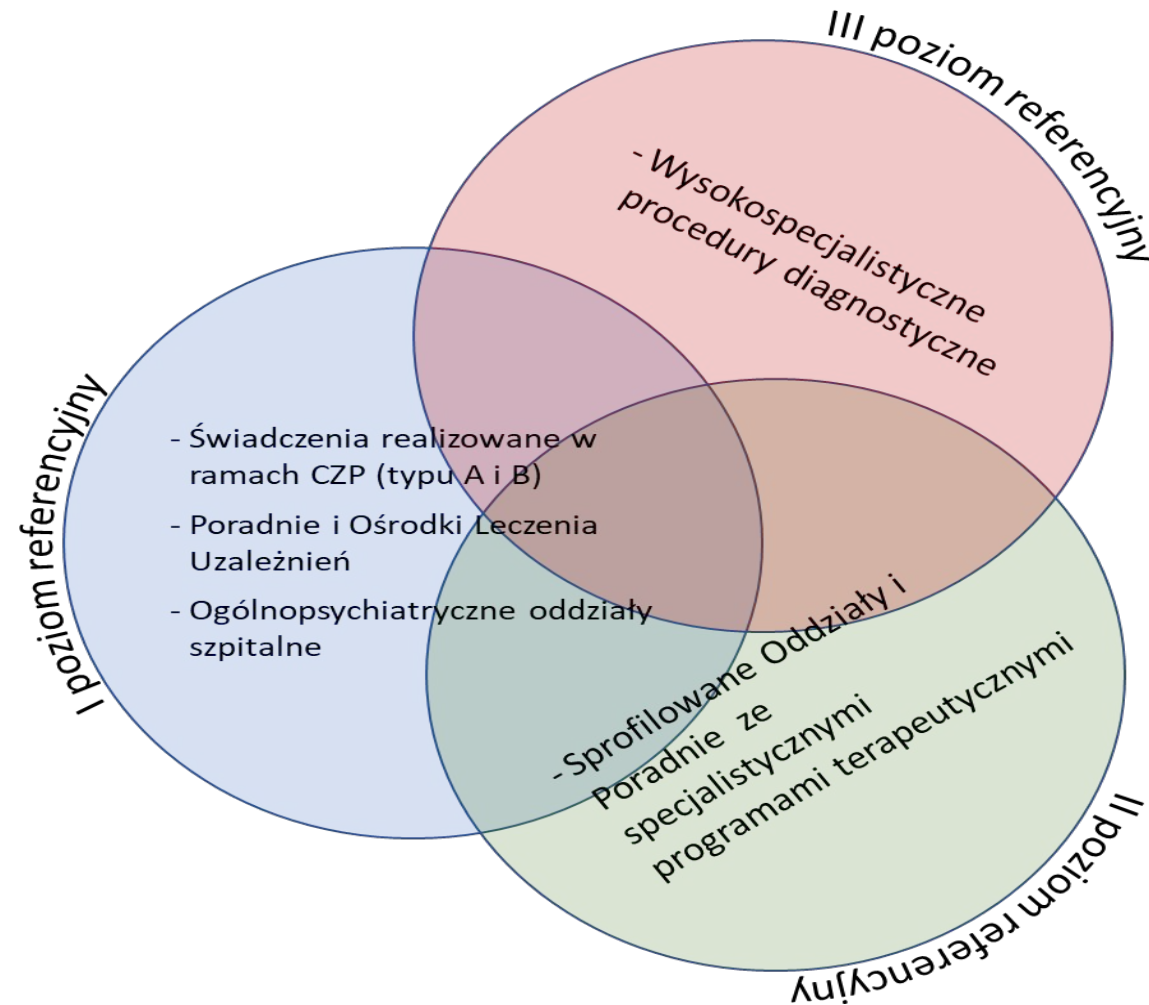 III poziom referencyjny
- Wysokospecjalistyczne
procedury diagnostyczne
I poziom referencyjny
- Świadczenia realizowane w
ramach CZP (typu A i B)
- Poradnie i Ośrodki Leczenia
Uzależnień
- Ogólnopsychiatryczne oddziały
szpitalne
- Sprofilowane Oddziały i
Poradnie ze
specjalistycznymi
programami terapeutycznymi
II poziom referencyjny